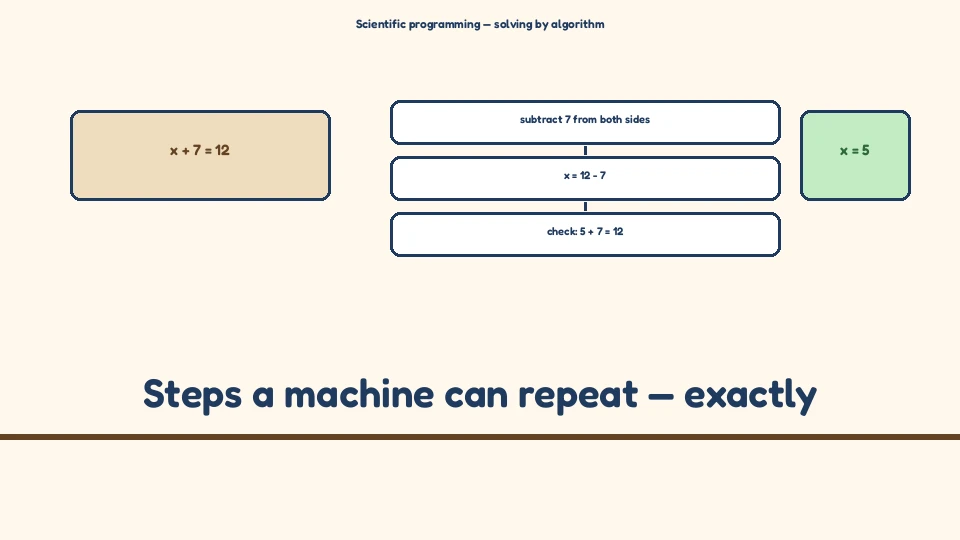 Scientific programming — solving by algorithm
x + 7 = 12
subtract 7 from both sides
x = 12 - 7
check: 5 + 7 = 12
x = 5
Steps a machine can repeat — exactly